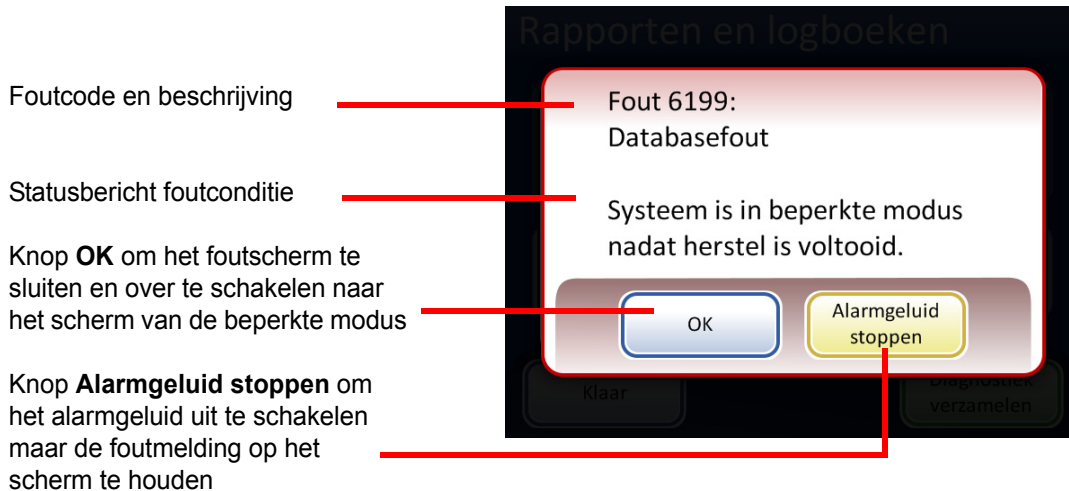 Rapporten en logboeken
Foutcode en beschrijving
Fout 6199:
Databasefout
Statusbericht foutconditie
Systeem is in beperkte modus
nadat herstel is voltooid.
Knop OK om het foutscherm te
sluiten en over te schakelen naar
het scherm van de beperkte modus
OK
Alarmgeluid
stoppen
Knop Alarmgeluid stoppen om
het alarmgeluid uit te schakelen
maar de foutmelding op het
scherm te houden
Klaar
Diagnostiek
verzamelen